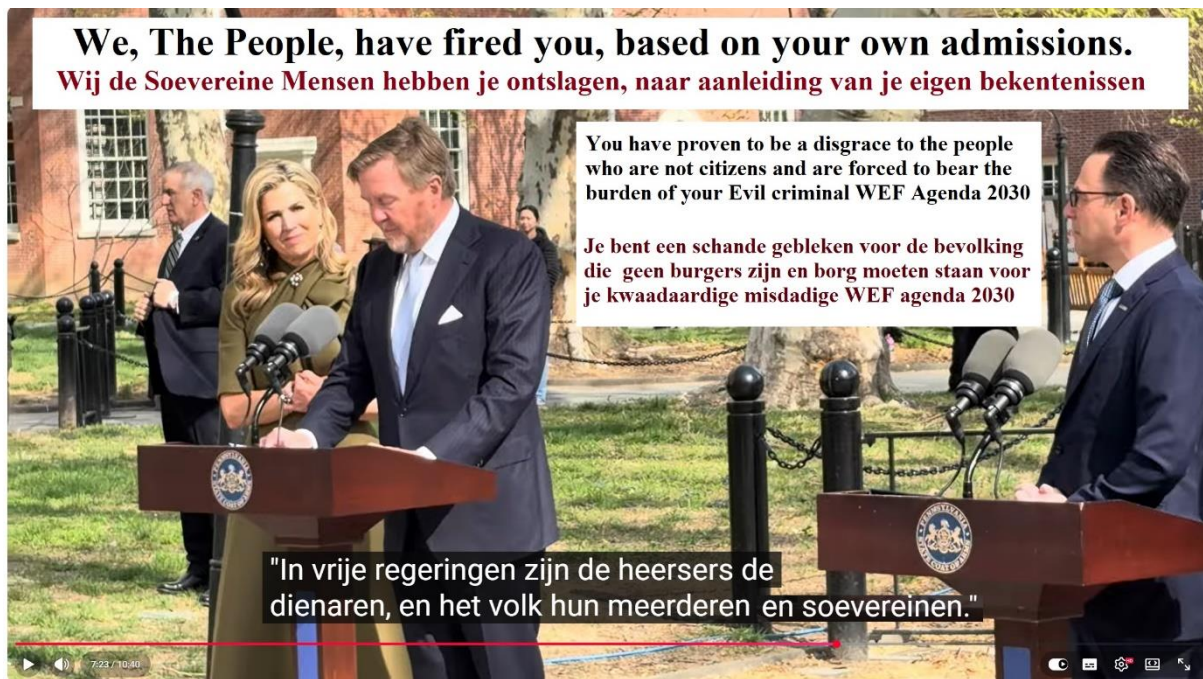 We, The People, have fired you, based on your own admissions.
Wij de Soevereine Mensen hebben je ontslagen, naar aanleiding van je eigen bekentenissen
You have proven to be a disgrace to the people
who are not citizens and are forced to bear the
burden of your Evil criminal WEF Agenda 2030
Je bent een schande gebleken voor de bevolking
die geen burgers zijn en borg moeten staan voor
je kwaadaardige misdadige WEF agenda 2030
"In vrije regeringen zijn de heersers de
dienaren, en het volk hun meerderen en soevereinen."
7:23 / 10:40